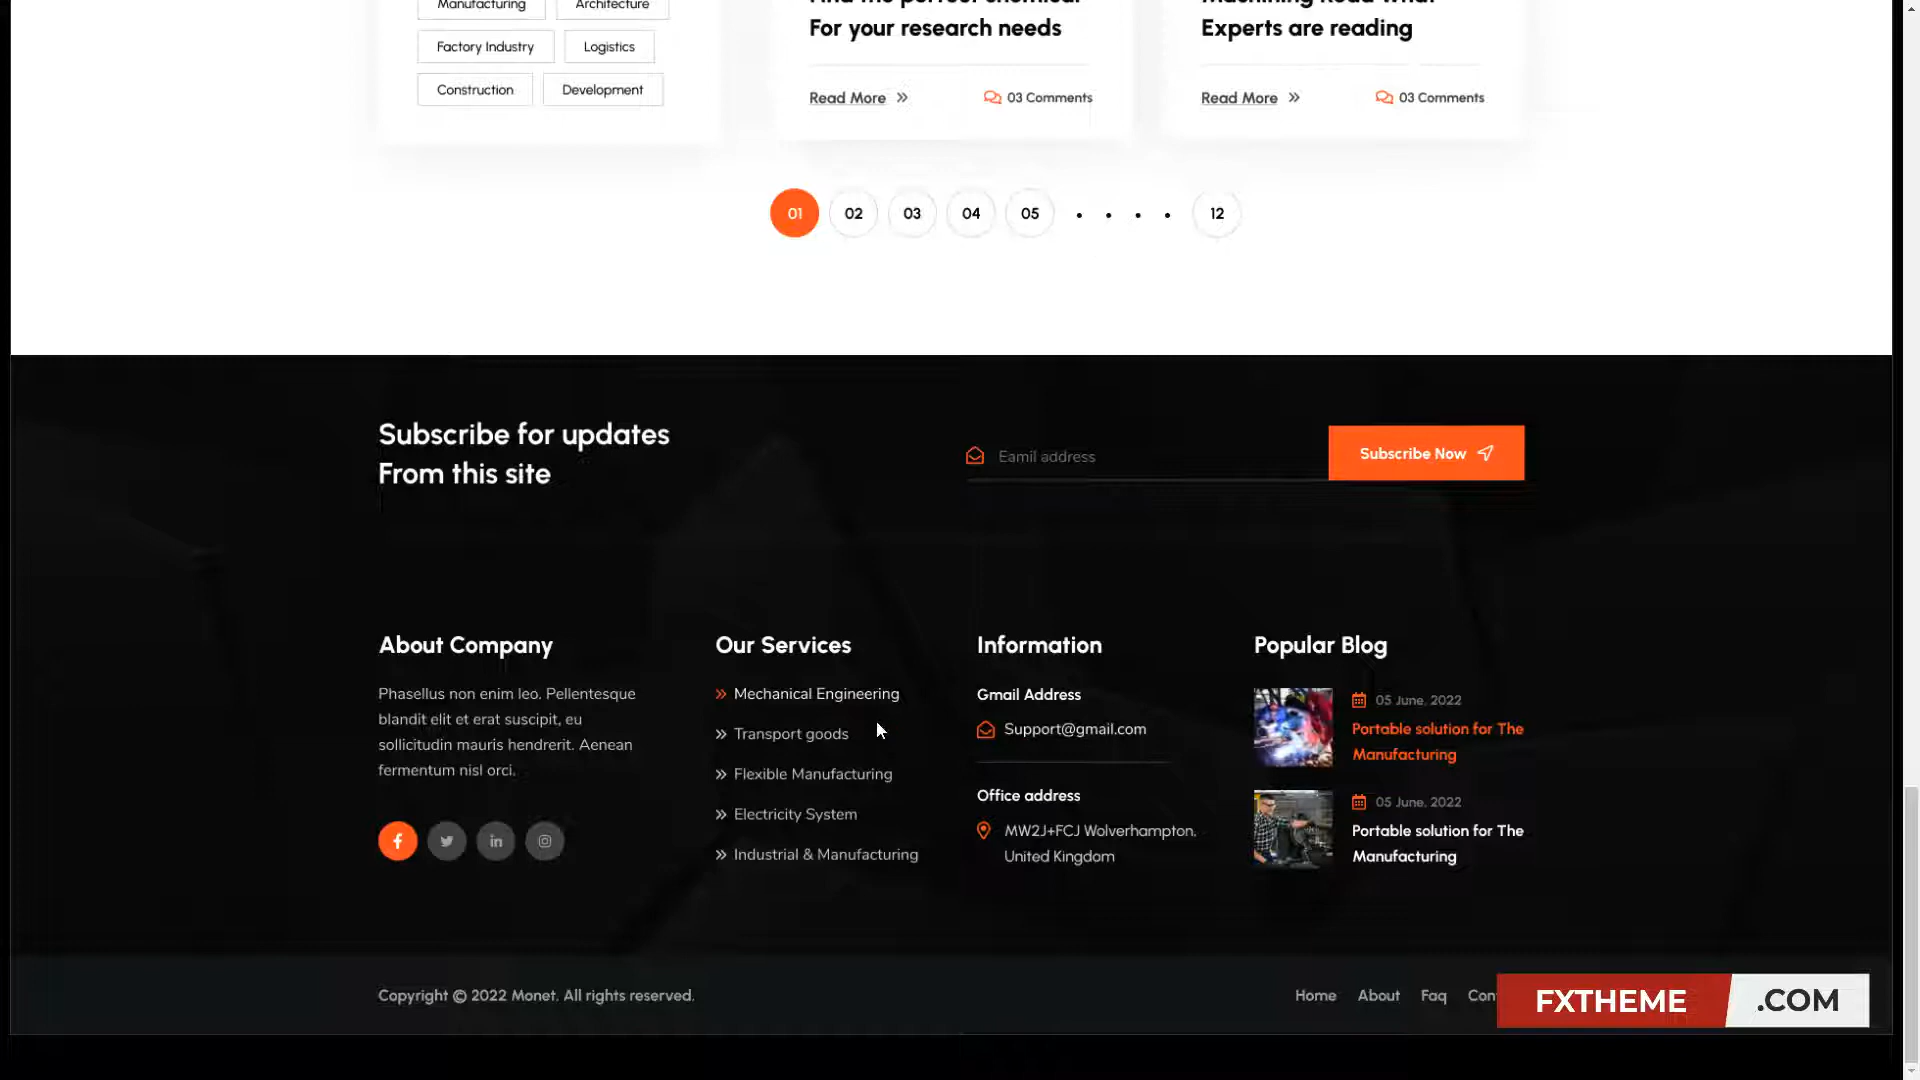 Manufacturing
Architecture
Factory Industry
Logistics
Construction
Development
For your research needs
Read More
03 Comments
Experts are reading
Read More
03 Comments
01 02 03 04 05 . . . . 12
Subscribe for updates
From this site
Eamil address
Subscribe Now
About Company
Phasellus non enim leo. Pellentesque
blandit elit et erat suscipit, eu
sollicitudin mauris hendrerit. Aenean
fermentum nisl orci.
Our Services
Mechanical Engineering
Transport goods
Flexible Manufacturing
Electricity System
Industrial & Manufacturing
Information
Gmail Address
Support@gmail.com
Office address
MW2J+FCJ Wolverhampton,
United Kingdom
Popular Blog
05 June, 2022
Portable solution for The
Manufacturing
05 June, 2022
Portable solution for The
Manufacturing
Copyright © 2022 Monet. All rights reserved.
Home About Faq
FXTHEME .COM